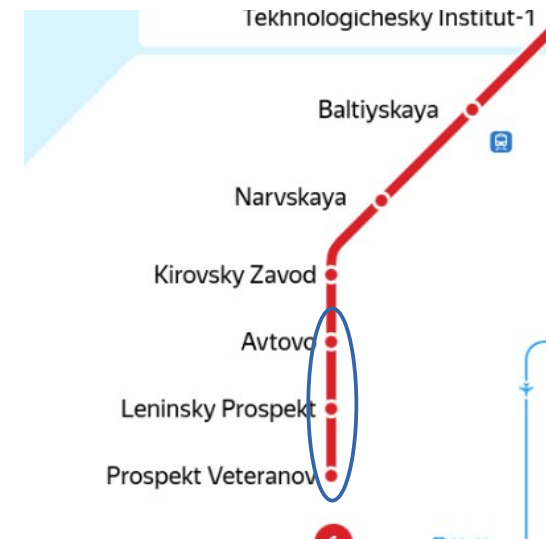 Tekhnologichesky Institut-1
Baltiyskaya
Narvskaya
Kirovsky Zavod
Avtovo
Leninsky Prospekt
Prospekt Veteranov